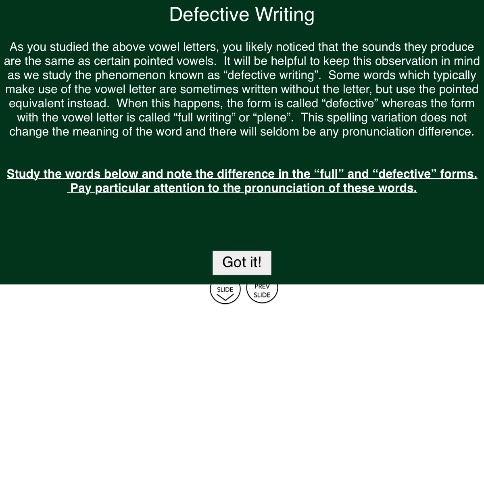 Defective Writing
As you studied the above vowel letters, you likely noticed that the sounds they produce
are the same as certain pointed vowels.  It will be helpful to keep this observation in mind
as we study the phenomenon known as “defective writing”.  Some words which typically
make use of the vowel letter are sometimes written without the letter, but use the pointed
equivalent instead.  When this happens, the form is called “defective” whereas the form
with the vowel letter is called “full writing” or “plene”.  This spelling variation does not
change the meaning of the word and there will seldom be any pronunciation difference.
Study the words below and note the difference in the “full” and “defective” forms.
Pay particular attention to the pronunciation of these words.
Got it!
SLIDE
PREV
SLIDE